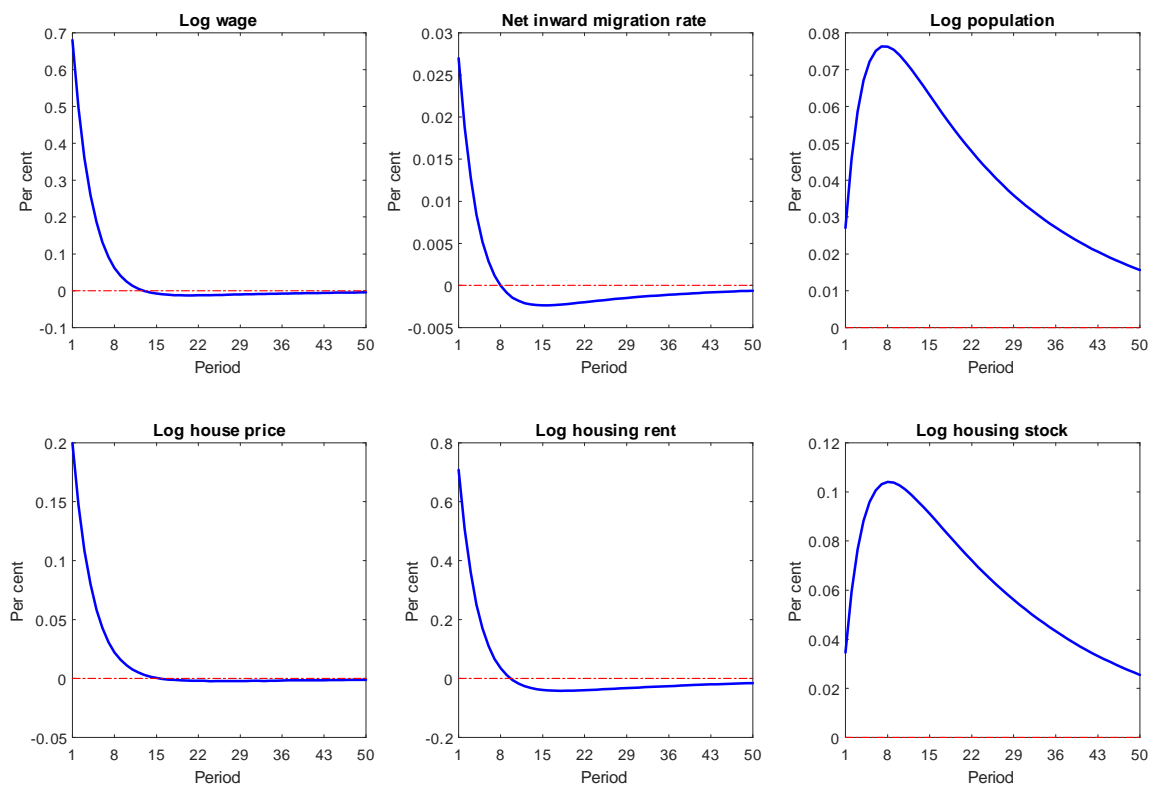 Log wage
Per cent
0.7
0.6
0.5
0.4
0.3
0.2
0.1
0
-0.1
1 8 15 22 29 36 43 50
Period
Net inward migration rate
Per cent
0.03
0.025
0.02
0.015
0.01
0.005
0
-0.005
1 8 15 22 29 36 43 50
Period
Log population
Per cent
0.08
0.07
0.06
0.05
0.04
0.03
0.02
0.01
0
1 8 15 22 29 36 43 50
Period
Log house price
Per cent
0.2
0.15
0.1
0.05
0
-0.05
1 8 15 22 29 36 43 50
Period
Log housing rent
Per cent
0.8
0.6
0.4
0.2
0
-0.2
1 8 15 22 29 36 43 50
Period
Log housing stock
Per cent
0.12
0.1
0.08
0.06
0.04
0.02
0
1 8 15 22 29 36 43 50
Period